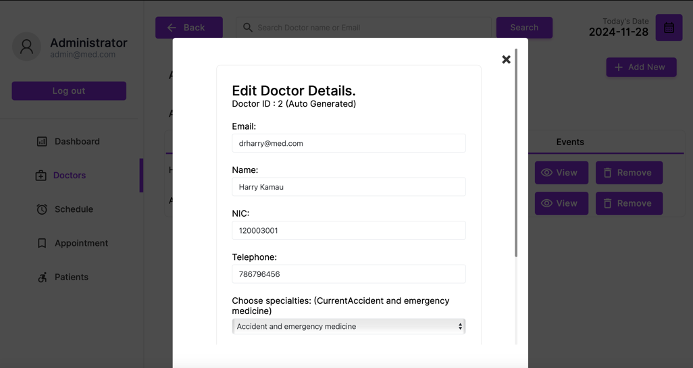 Back
Search Doctor name or Email
Search
Today's Date
2024-11-28
Administrator
admin@med.com
Log out
Dashboard
Doctors
Schedule
Appointment
Patients
Add New
Events
View
Remove
View
Remove
Edit Doctor Details.
Doctor ID : 2 (Auto Generated)
Email:
drharry@med.com
Name:
Harry Kamau
NIC:
120003001
Telephone:
786796456
Choose specialties: (CurrentAccident and emergency
medicine)
Accident and emergency medicine